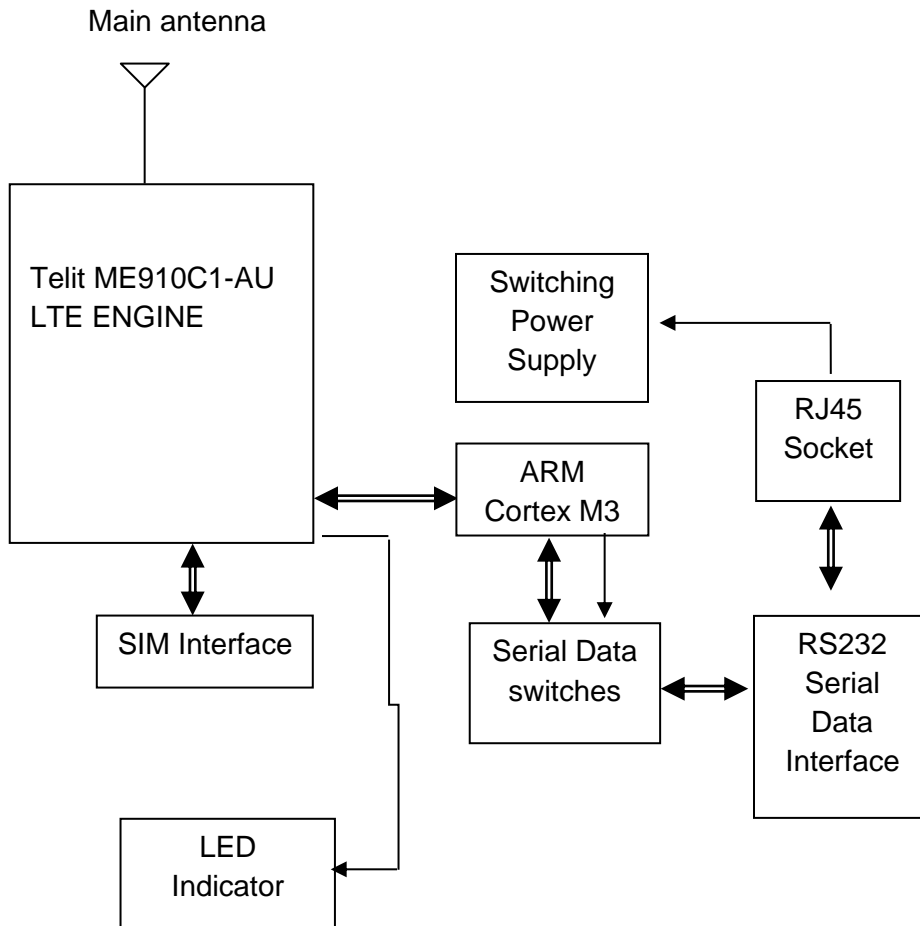 Main antenna
Telit ME910C1-AU
LTE ENGINE
Switching
Power
Supply
RJ45
Socket
ARM
Cortex M3
SIM Interface
Serial Data
switches
RS232
Serial
Data
Interface
LED
Indicator